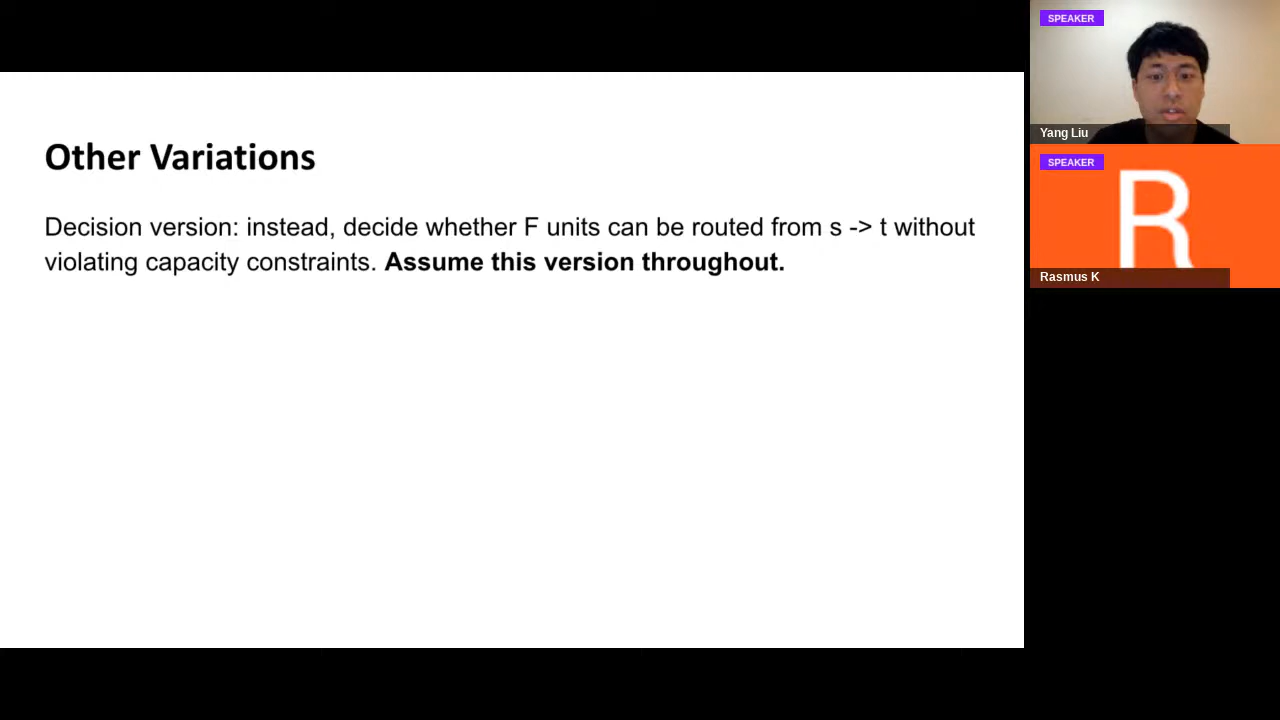 Other Variations
Decision version: instead, decide whether F units can be routed from s -> t without
violating capacity constraints. Assume this version throughout.
SPEAKER
Yang Liu
SPEAKER
R
Rasmus K